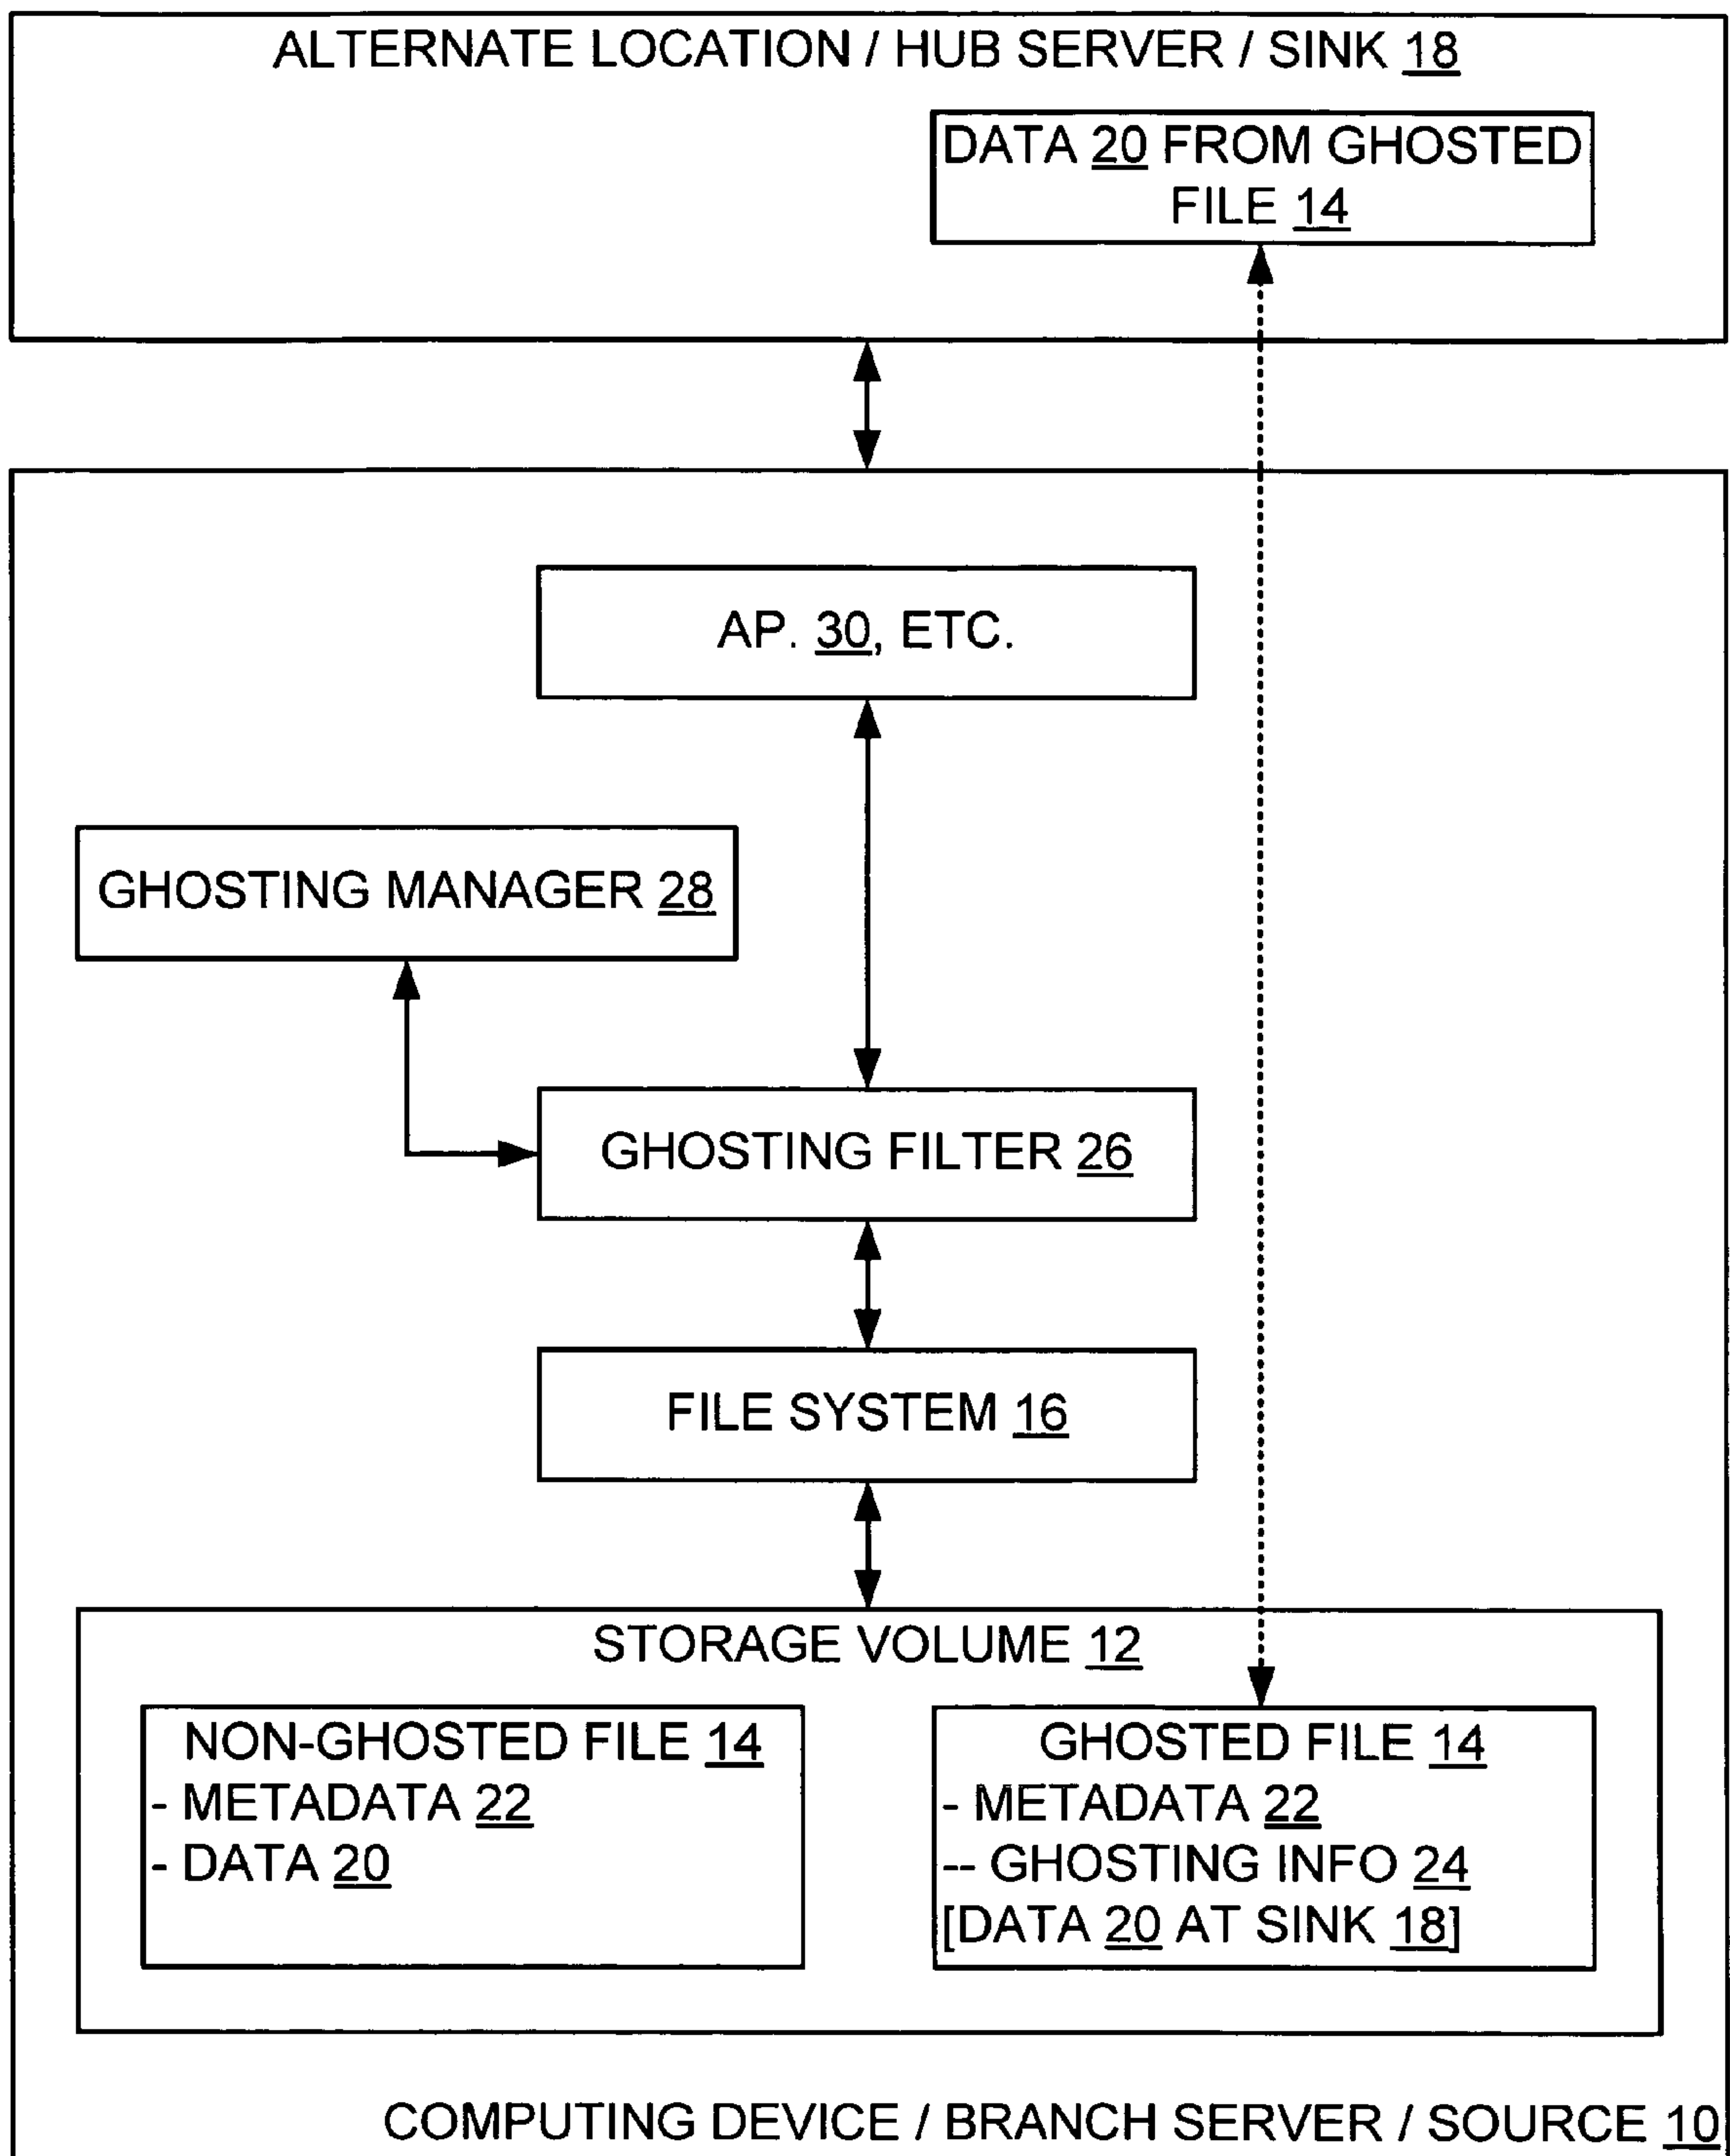 ALTERNATE LOCATION / HUB SERVER / SINK 18
DATA 20 FROM GHOSTED
FILE 14
AP. 30, ETC.
GHOSTING MANAGER 28
GHOSTING FILTER 26
FILE SYSTEM 16
STORAGE VOLUME 12
NON-GHOSTED FILE 14
- METADATA 22
- DATA 20
GHOSTED FILE 14
- METADATA 22
-- GHOSTING INFO 24
[DATA 20 AT SINK 18]
COMPUTING DEVICE / BRANCH SERVER / SOURCE 10